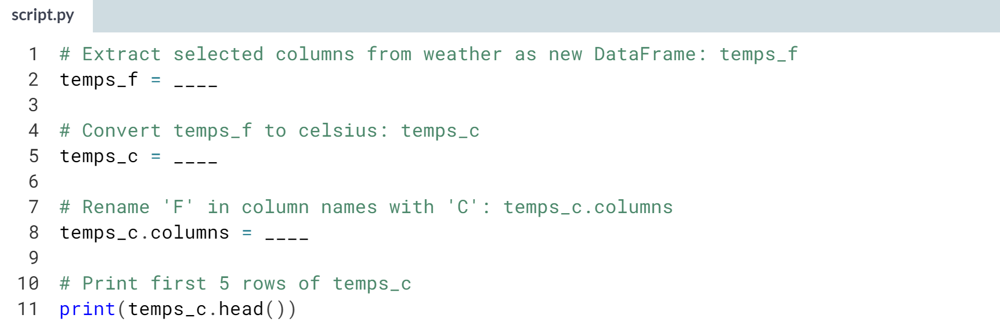 script.py
1 # Extract selected columns from weather as new DataFrame: temps_f
2 temps_f = ____
3
4 # Convert temps_f to celsius: temps_c
5 temps_c = ____
6
7 # Rename 'F' in column names with 'C': temps_c.columns
8 temps_c.columns = ____
9
10 # Print first 5 rows of temps_c
11 print(temps_c.head())